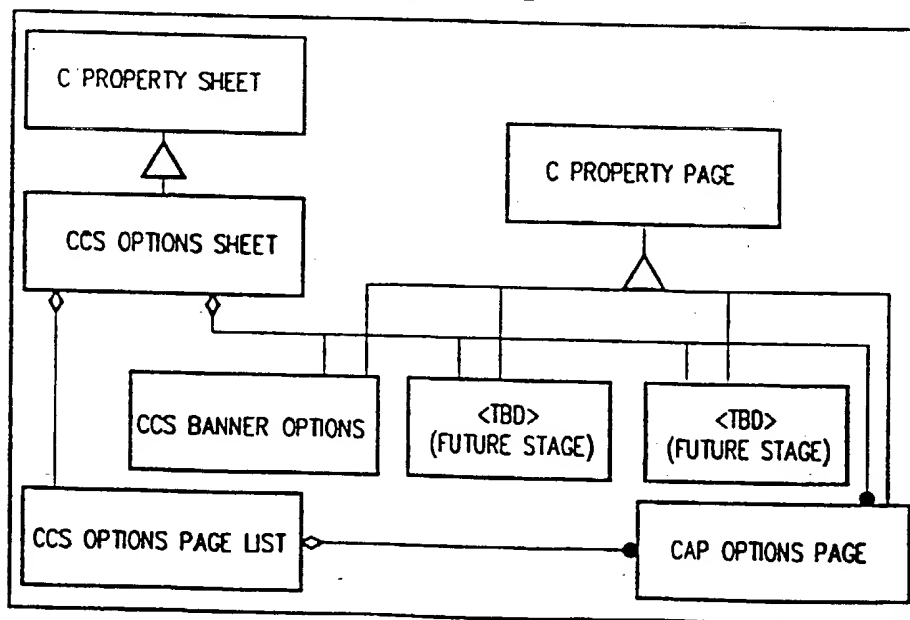 C PROPERTY SHEET
C PROPERTY PAGE
CCS OPTIONS SHEET
CCS BANNER OPTIONS
<TBD>
(FUTURE STAGE)
<TBD>
(FUTURE STAGE)
CCS OPTIONS PAGE LIST
CAP OPTIONS PAGE